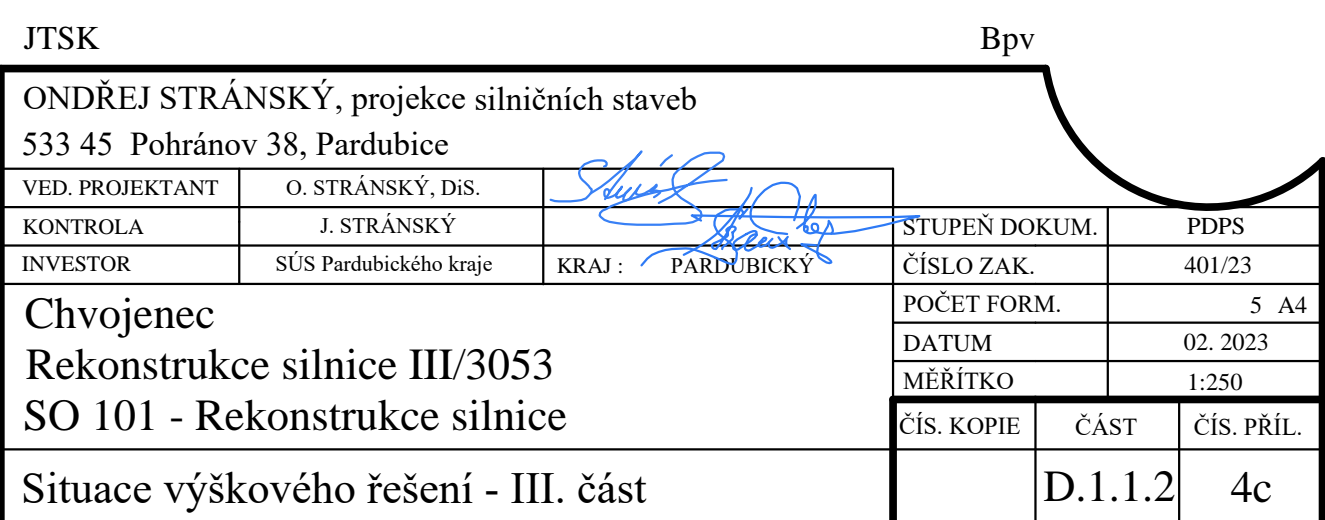 JTSK Bpv
ONDŘEJ STRÁNSKÝ, projekce silničních staveb
533 45 Pohránov 38, Pardubice
VED. PROJEKTANT O. STRÁNSKÝ, DiS.
KONTROLA J. STRÁNSKÝ STUPEŇ DOKUM. PDPS
INVESTOR SÚS Pardubického kraje KRAJ : PARDUBICKÝ ČÍSLO ZAK. 401/23
POČET FORM. 5 A4
Chvojenec
DATUM 02. 2023
Rekonstrukce silnice III/3053
MĚŘÍTKO 1:250
SO 101 - Rekonstrukce silnice
ČÍS. KOPIE ČÁST ČÍS. PŘÍL.
Situace výškového řešení - III. část D.1.1.2 4c